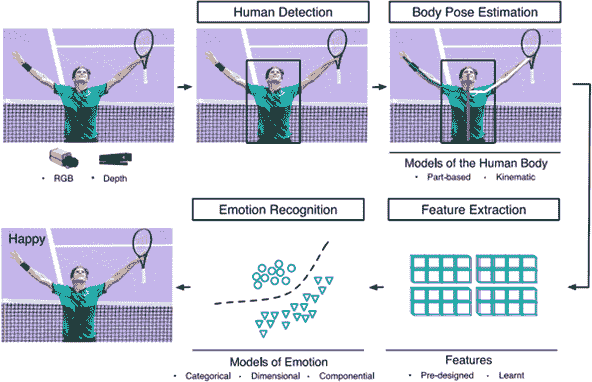 Human Detection
Body Pose Estimation
• RGB • Depth
Models of the Human Body
• Part-based • Kinematic
Emotion Recognition
Feature Extraction
Happy
Models of Emotion
• Categorical • Dimensional • Componential
Features
• Pre-designed • Learnt